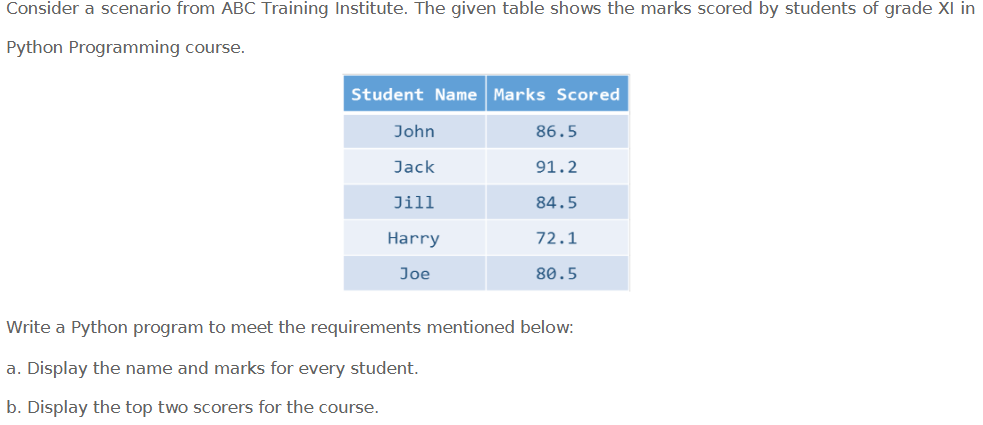 Consider a scenario from ABC Training Institute. The given table shows the marks scored by students of grade XI in
Python Programming course.
Student Name Marks Scored
John 86.5
Jack 91.2
Jill 84.5
Harry 72.1
Joe 80.5
Write a Python program to meet the requirements mentioned below:
a. Display the name and marks for every student.
b. Display the top two scorers for the course.